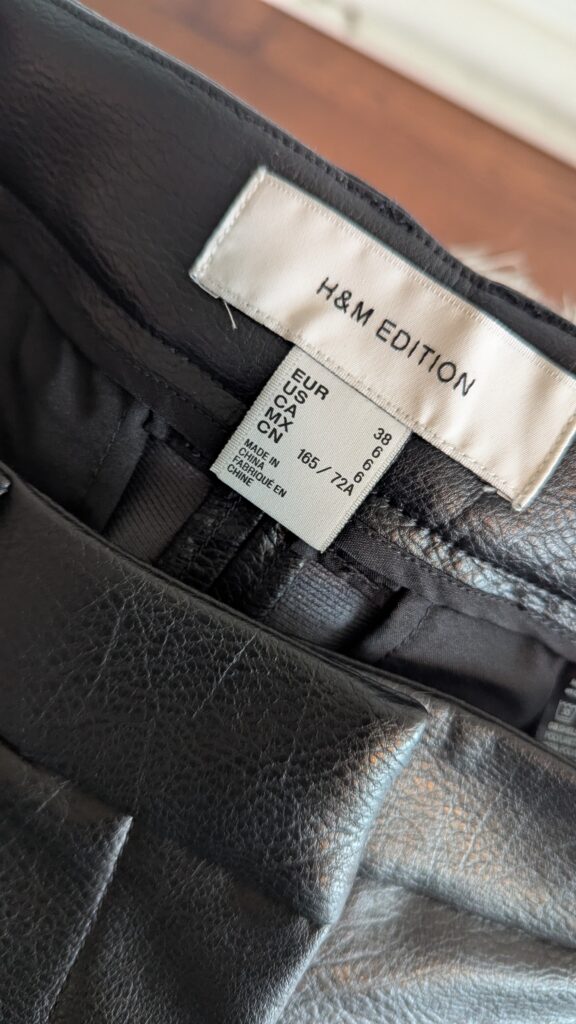 H&M EDITION
EUR 38
US 6
CA 6
MX 6
CN 165 / 72A
MADE IN
CHINA
FABRIQUÉ EN
CHINE